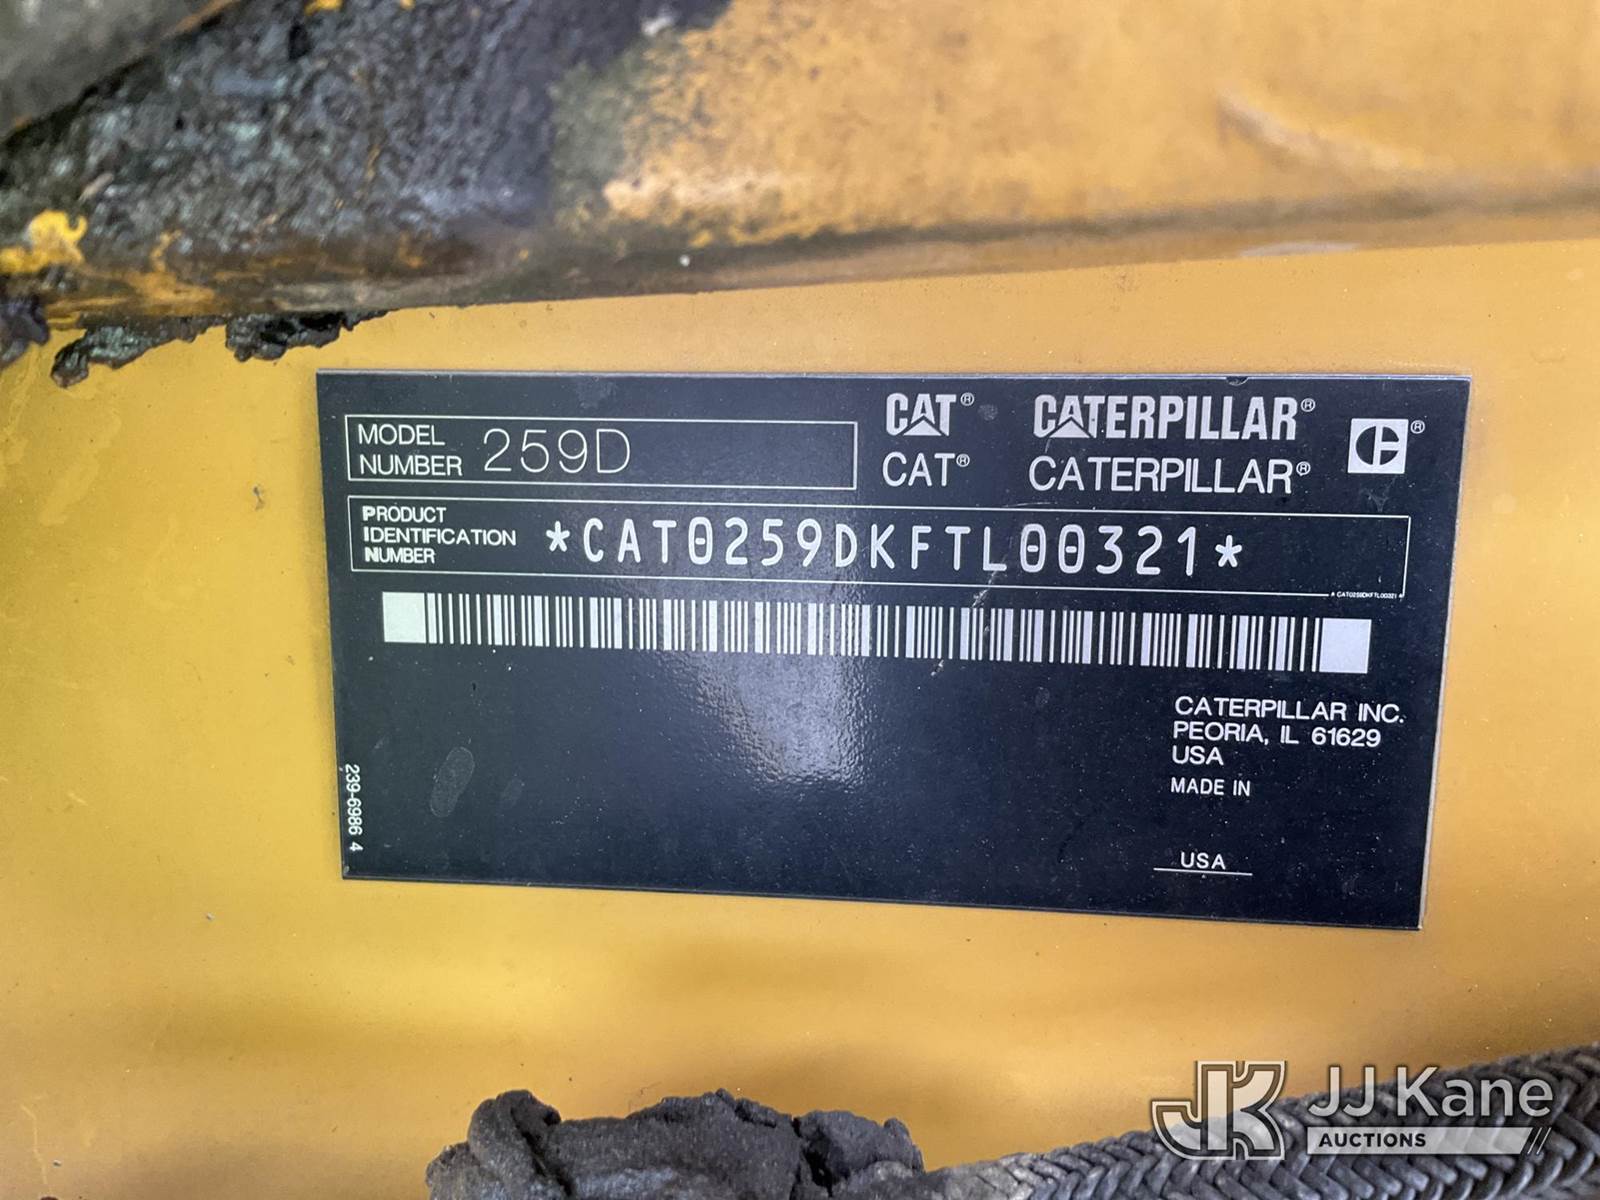 MODEL NUMBER 259D
CAT® CATERPILLAR®
CAT® CATERPILLAR®
®
PRODUCT
IDENTIFICATION
NUMBER
*CAT0259DKFTL00321*
*CAT0259DKFTL00321*
CATERPILLAR INC.
PEORIA, IL 61629
USA
MADE IN
USA
239-6986 4
JK JJ Kane
AUCTIONS